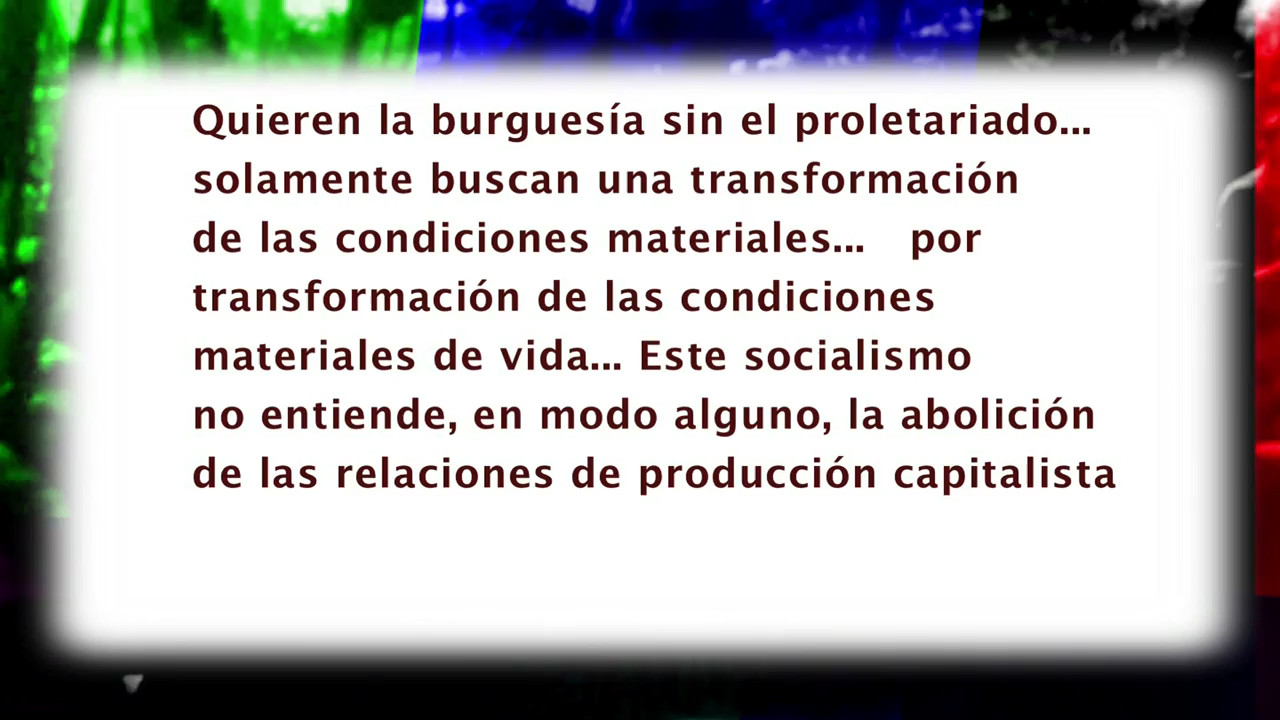 Quieren la burguesía sin el proletariado...
solamente buscan una transformación
de las condiciones materiales... por
transformación de las condiciones
materiales de vida... Este socialismo
no entiende, en modo alguno, la abolición
de las relaciones de producción capitalista